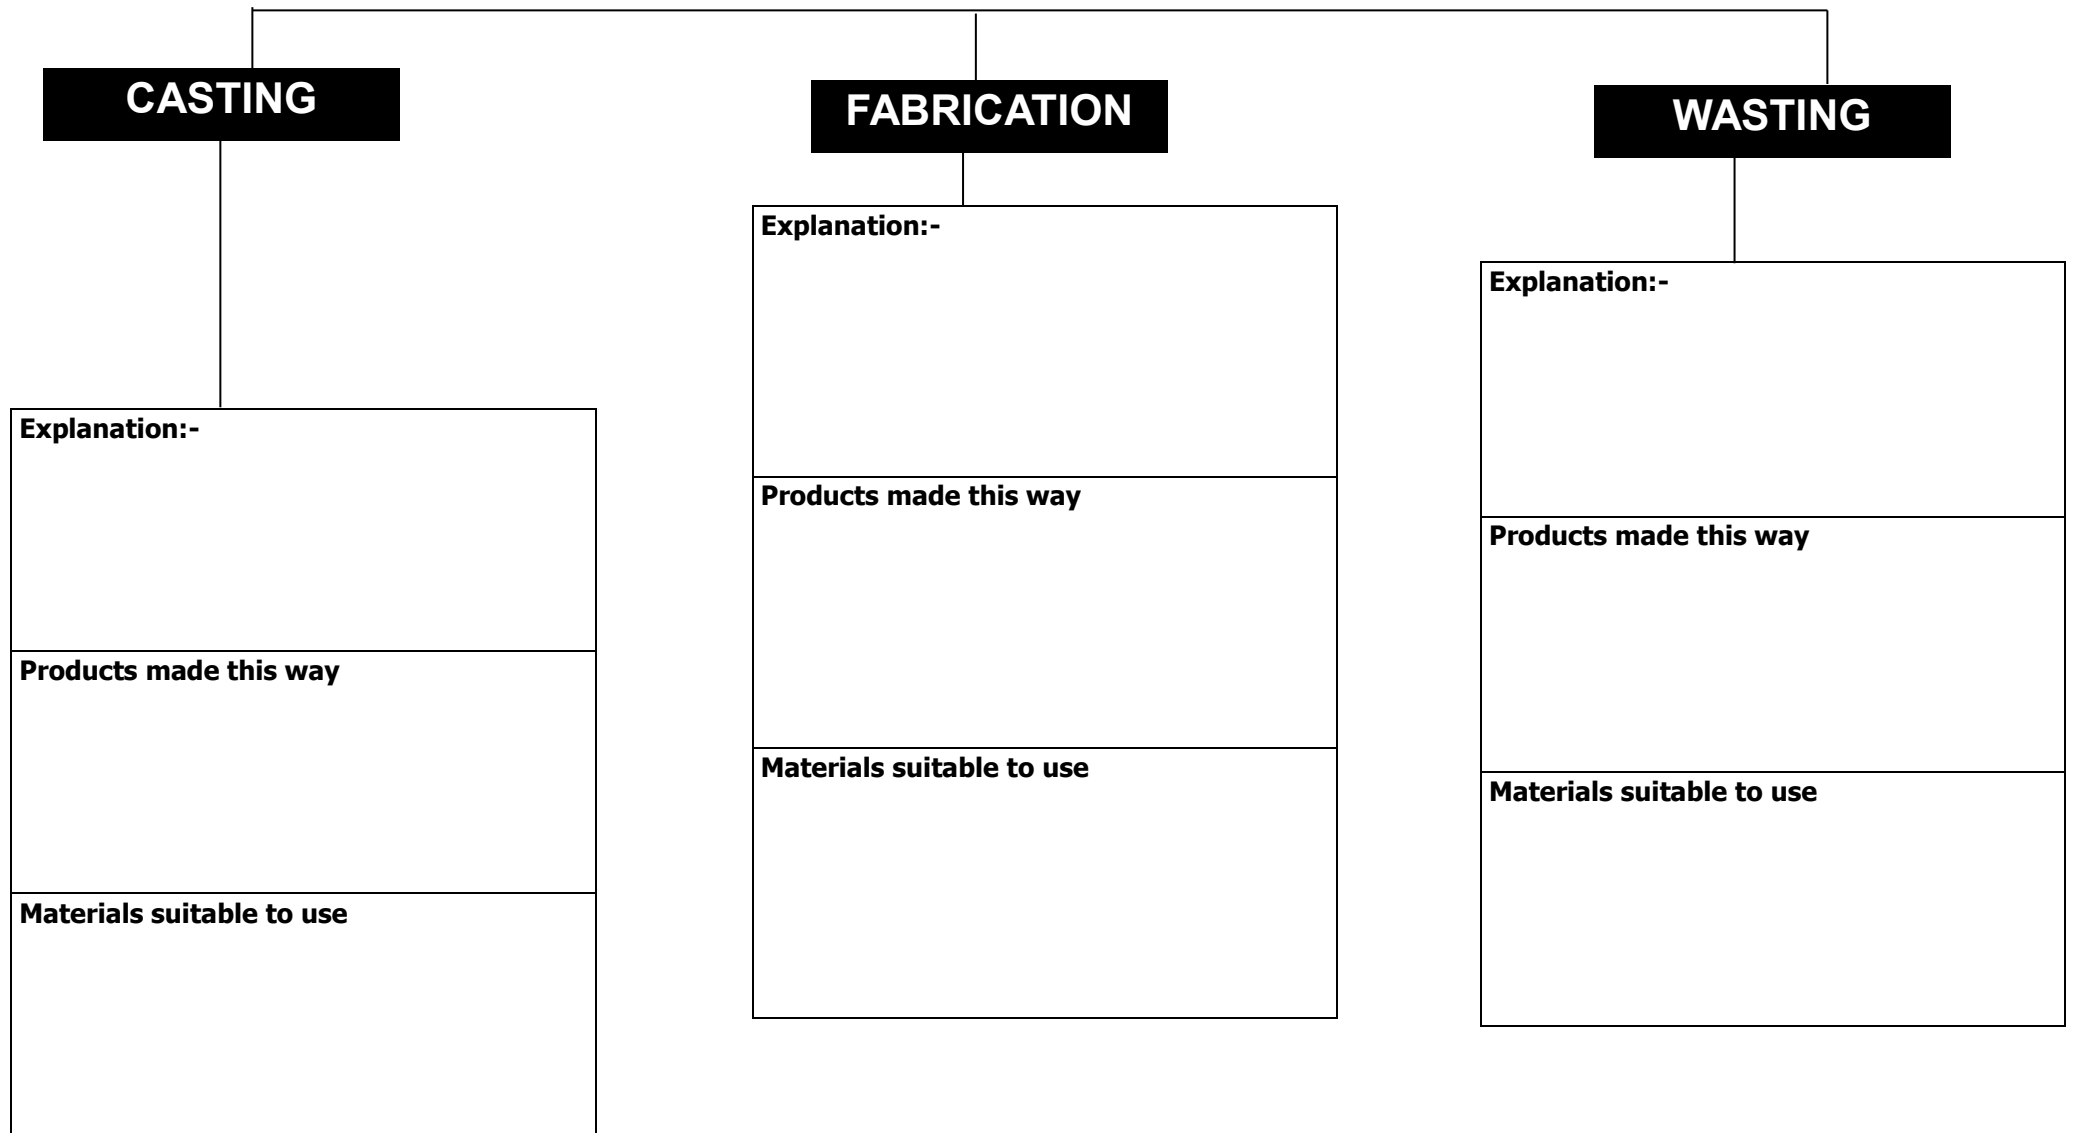 CASTING
Explanation:-
Products made this way
Materials suitable to use
FABRICATION
Explanation:-
Products made this way
Materials suitable to use
WASTING
Explanation:-
Products made this way
Materials suitable to use